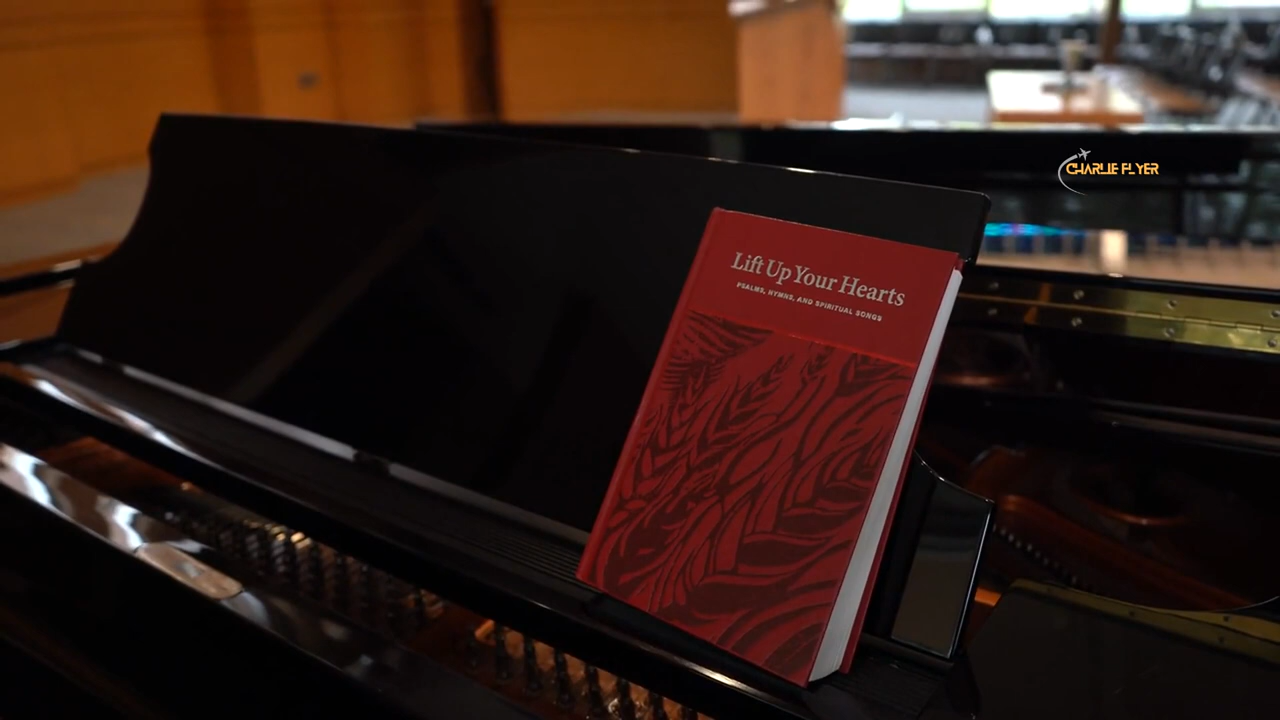 CHARLIE FLYER
Lift Up Your Hearts
PSALMS, HYMNS, AND SPIRITUAL SONGS